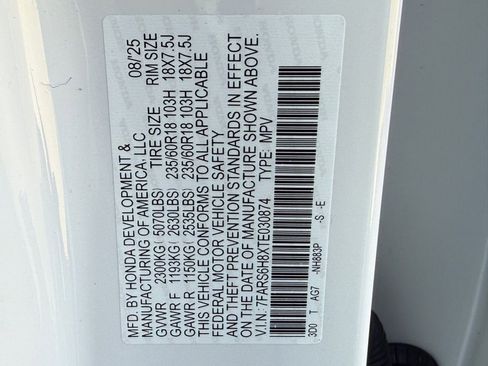 MFD. BY HONDA DEVELOPMENT & 08/'25
MANUFACTURING OF AMERICA, LLC
TIRE SIZE RIM SIZE
GVWR 2300KG (5070LBS)
GAWR F 1193KG (2630LBS) 235/60R18 103H 18X7.5J
GAWR R 1150KG (2535LBS) 235/60R18 103H 18X7.5J
THIS VEHICLE CONFORMS TO ALL APPLICABLE
FEDERAL MOTOR VEHICLE SAFETY
AND THEFT PREVENTION STANDARDS IN EFFECT
ON THE DATE OF MANUFACTURE SHOWN ABOVE.
V.I.N: 7FARS6H8XTE030874 TYPE: MPV
3D0 T AG7 -NH883P -S -E